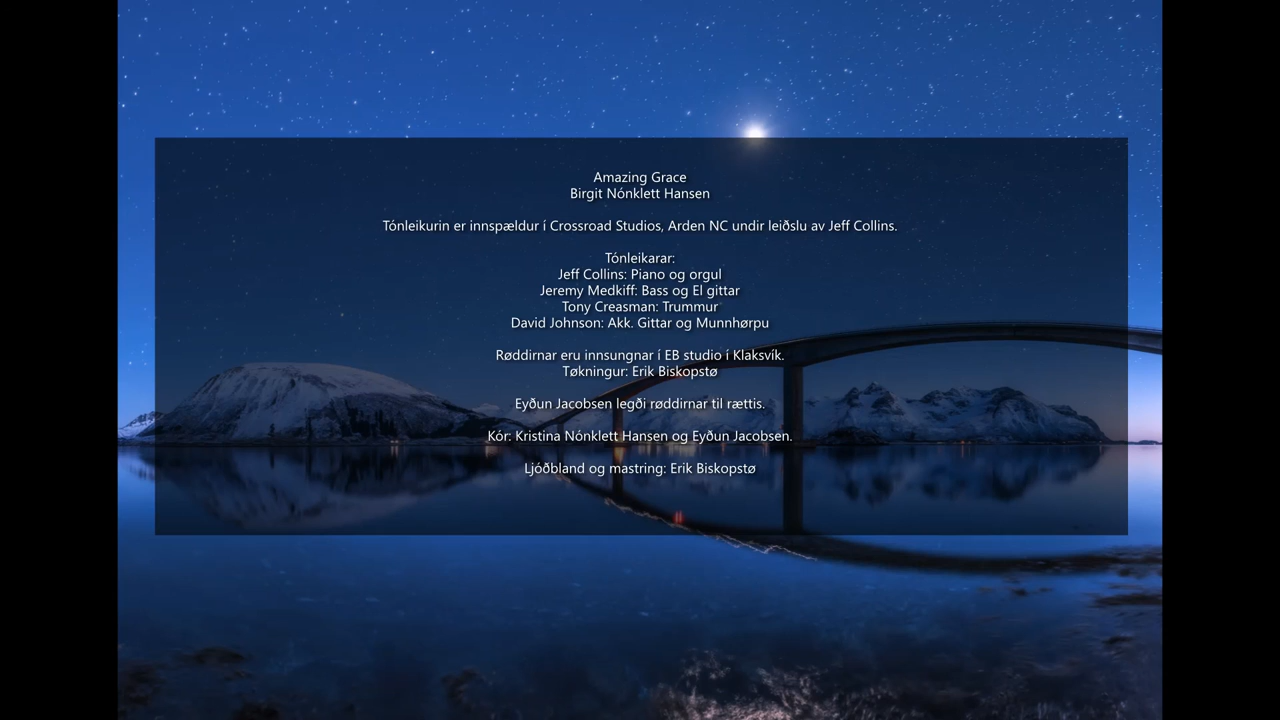 Amazing Grace
Birgit Nónklett Hansen
Tónleikurin er innspældur í Crossroad Studios, Arden NC undir leiðslu av Jeff Collins.
Tónleikarar:
Jeff Collins: Piano og orgul
Jeremy Medkiff: Bass og El gittar
Tony Creasman: Trummur
David Johnson: Akk. Gittar og Munnhørpu
Røddirnar eru innsungnar í EB studio í Klaksvík.
Tøkningur: Erik Biskopstø
Eyðun Jacobsen legði røddirnar til rættis.
Kór: Kristina Nónklett Hansen og Eyðun Jacobsen.
Ljóðbland og mastring: Erik Biskopstø